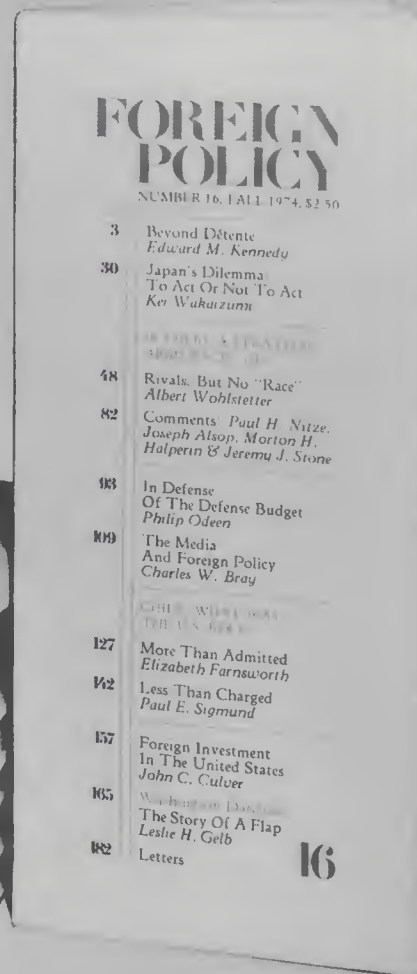 FOREIGN
POLICY
NUMBER 16, FALL 1974, $2.50
3 Beyond Détente
Edward M. Kennedy
30 Japan's Dilemma
To Act Or Not To Act
Kei Wakaizumi
48 Rivals, But No "Race"
Albert Wohlstetter
82 Comments Paul H. Nitze,
Joseph Alsop, Morton H.
Halperin & Jeremy J. Stone
93 In Defense
Of The Defense Budget
Philip Odeen
109 The Media
And Foreign Policy
Charles W. Bray
THE U.S.
127 More Than Admitted
Elizabeth Farnsworth
142 Less Than Charged
Paul E. Sigmund
157 Foreign Investment
In The United States
John C. Culver
165 Washington
The Story Of A Flap
Leslie H. Gelb
182 Letters
16